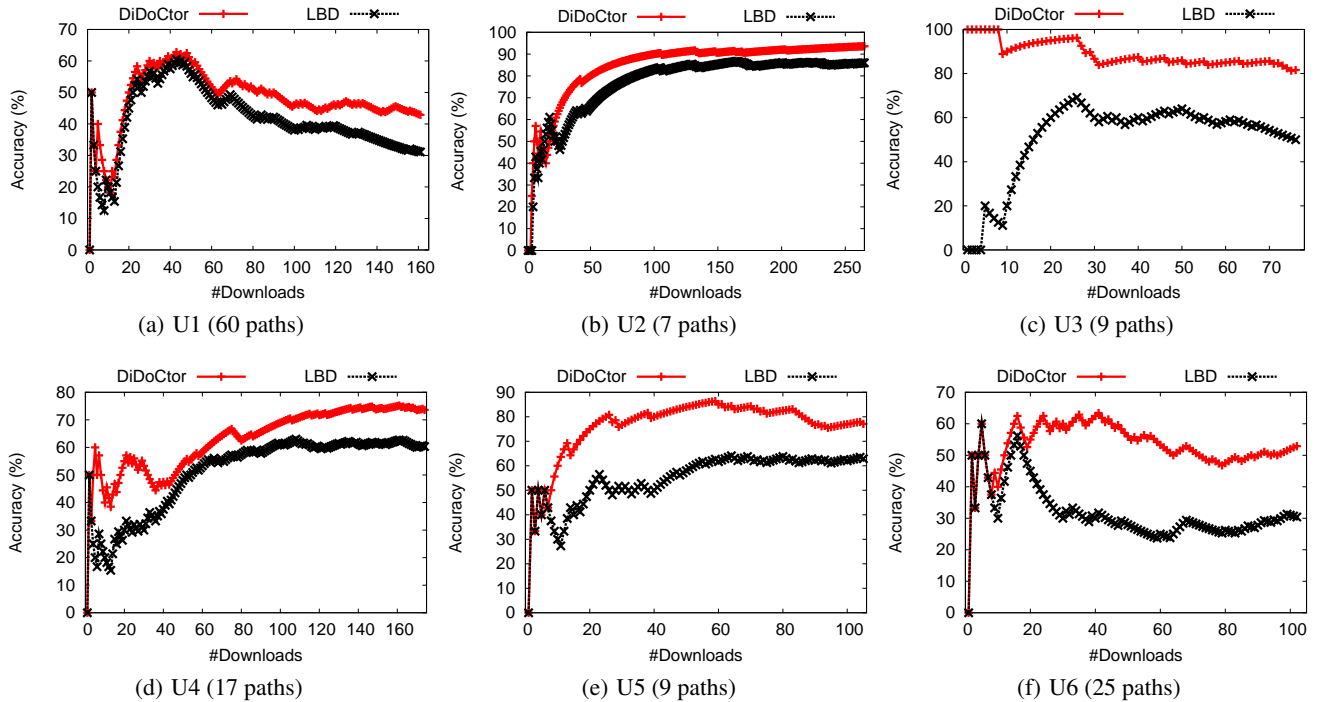 DiDoCtor LBD
70
60
50
40
30
20
10
0
Accuracy (%)
0 20 40 60 80 100 120 140 160
#Downloads
(a) U1 (60 paths)
DiDoCtor LBD
100
90
80
70
60
50
40
30
20
10
0
Accuracy (%)
0 50 100 150 200 250
#Downloads
(b) U2 (7 paths)
DiDoCtor LBD
100
80
60
40
20
0
Accuracy (%)
0 10 20 30 40 50 60 70
#Downloads
(c) U3 (9 paths)
DiDoCtor LBD
80
70
60
50
40
30
20
10
0
Accuracy (%)
0 20 40 60 80 100 120 140 160
#Downloads
(d) U4 (17 paths)
DiDoCtor LBD
90
80
70
60
50
40
30
20
10
0
Accuracy (%)
0 20 40 60 80 100
#Downloads
(e) U5 (9 paths)
DiDoCtor LBD
70
60
50
40
30
20
10
0
Accuracy (%)
0 20 40 60 80 100
#Downloads
(f) U6 (25 paths)